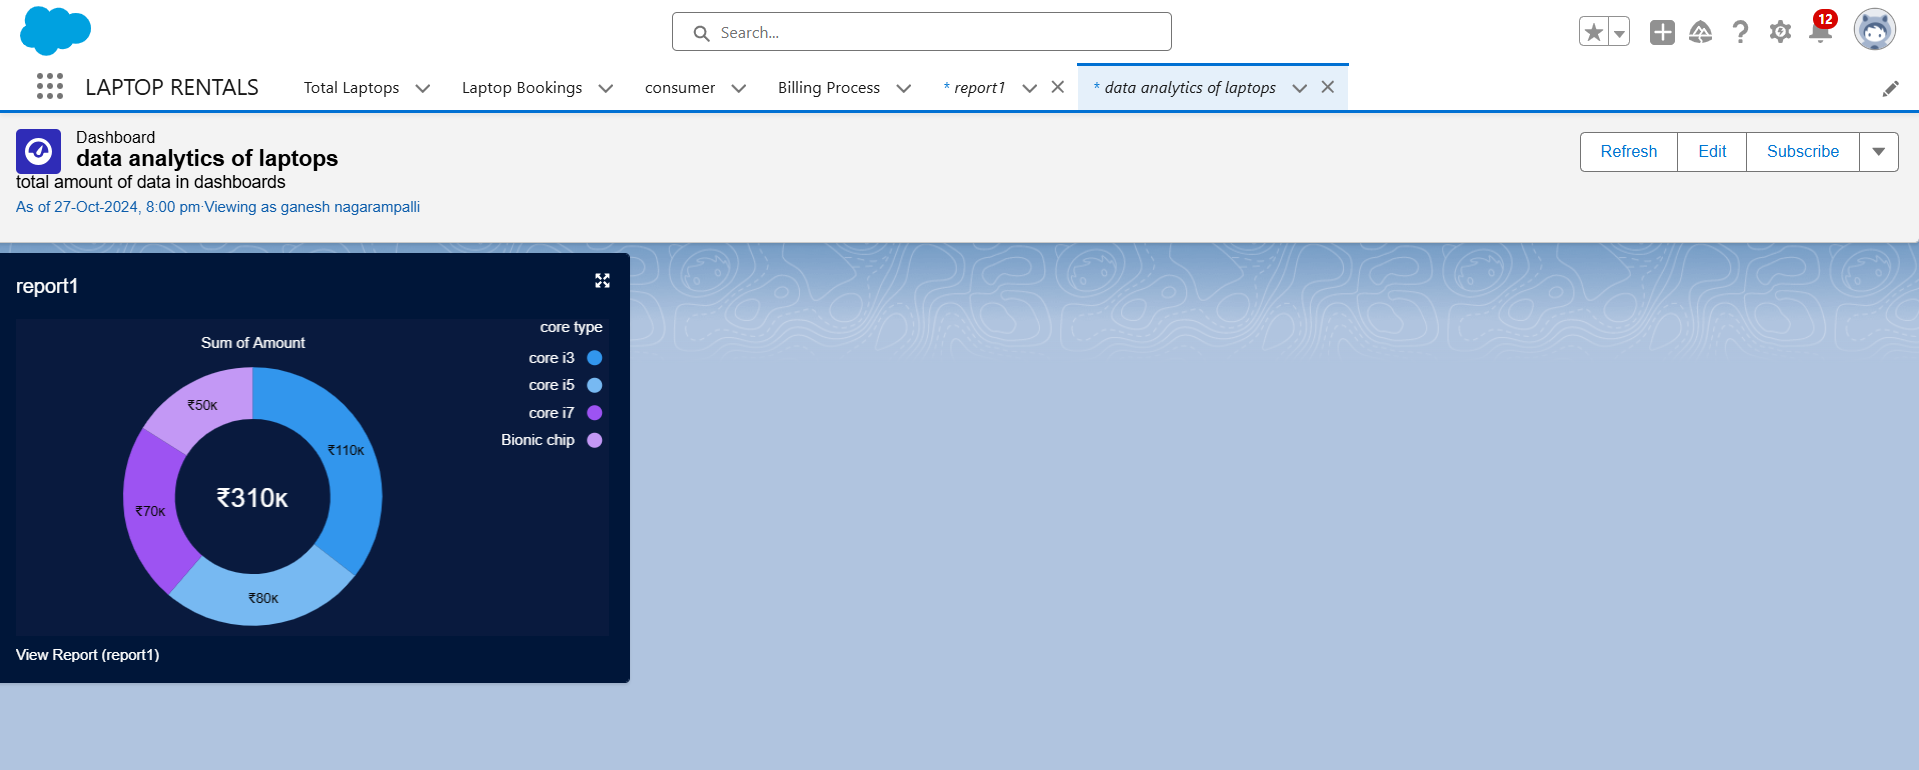 Search...
12
LAPTOP RENTALS
Total Laptops
Laptop Bookings
consumer
Billing Process
* report1
* data analytics of laptops
Dashboard
data analytics of laptops
total amount of data in dashboards
As of 27-Oct-2024, 8:00 pm·Viewing as ganesh nagarampalli
Refresh
Edit
Subscribe
report1
Sum of Amount
core type
core i3
core i5
core i7
Bionic chip
₹50K
₹110K
₹310K
₹70K
₹80K
View Report (report1)